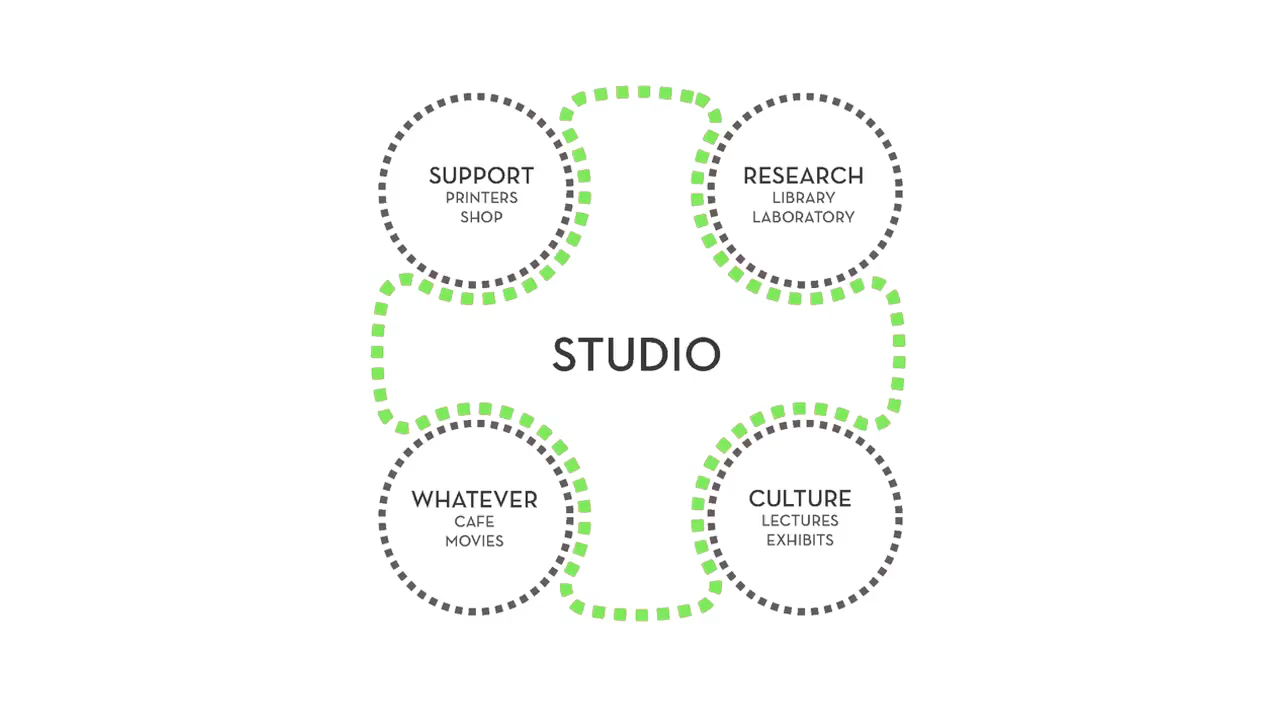 SUPPORT
PRINTERS
SHOP
RESEARCH
LIBRARY
LABORATORY
STUDIO
WHATEVER
CAFE
MOVIES
CULTURE
LECTURES
EXHIBITS